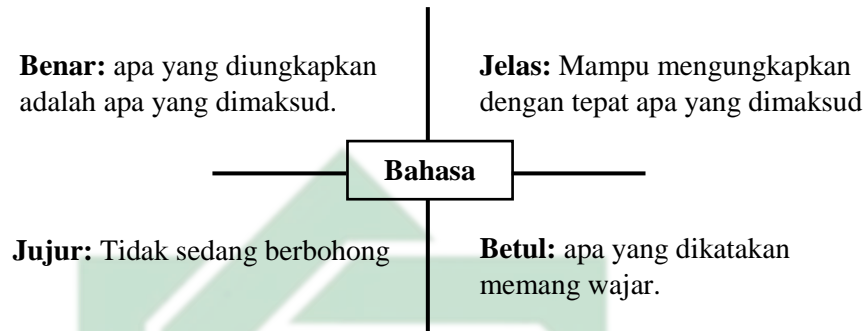 Benar: apa yang diungkapkan
adalah apa yang dimaksud.
Jelas: Mampu mengungkapkan
dengan tepat apa yang dimaksud
Bahasa
Jujur: Tidak sedang berbohong
Betul: apa yang dikatakan
memang wajar.